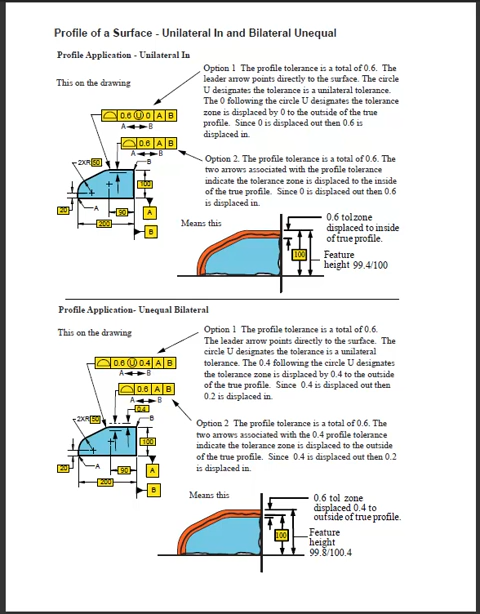 Profile of a Surface - Unilateral In and Bilateral Unequal
Profile Application - Unilateral In
This on the drawing
Option 1 The profile tolerance is a total of 0.6. The
leader arrow points directly to the surface. The circle
U designates the tolerance is a unilateral tolerance.
The 0 following the circle U designates the tolerance
zone is displaced by 0 to the outside of the true
profile. Since 0 is displaced out then 0.6 is
displaced in.
0.6 Ⓤ 0 A B
A ↔ B
0.6 A B
A ↔ B
2XR 50
B
100
20
A
90
A
200
B
Option 2. The profile tolerance is a total of 0.6. The
two arrows associated with the profile tolerance
indicate the tolerance zone is displaced to the inside
of the true profile. Since 0 is displaced out then 0.6
is displaced in.
Means this
0.6 tol zone
displaced to inside
of true profile.
100
Feature
height 99.4/100
Profile Application- Unequal Bilateral
This on the drawing
Option 1 The profile tolerance is a total of 0.6.
The leader arrow points directly to the surface. The
circle U designates the tolerance is a unilateral
tolerance. The 0.4 following the circle U designates
the tolerance zone is displaced by 0.4 to the outside
of the true profile. Since 0.4 is displaced out then
0.2 is displaced in.
0.6 Ⓤ 0.4 A B
A ↔ B
0.6 A B
A ↔ B
0.4
2XR 50
B
100
20
A
90
A
200
B
Option 2 The profile tolerance is a total of 0.6. The
two arrows associated with the 0.4 profile tolerance
indicate the tolerance zone is displaced to the outside
of the true profile. Since 0.4 is displaced out then 0.2
is displaced in.
Means this
0.6 tol zone
displaced 0.4 to
outside of true profile.
100
Feature
height
99.8/100.4